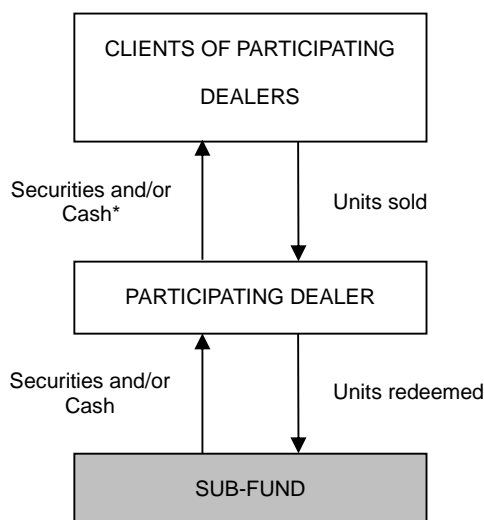 CLIENTS OF PARTICIPATING
DEALERS
Securities and/or
Cash*
Units sold
PARTICIPATING DEALER
Securities and/or
Cash
Units redeemed
SUB-FUND